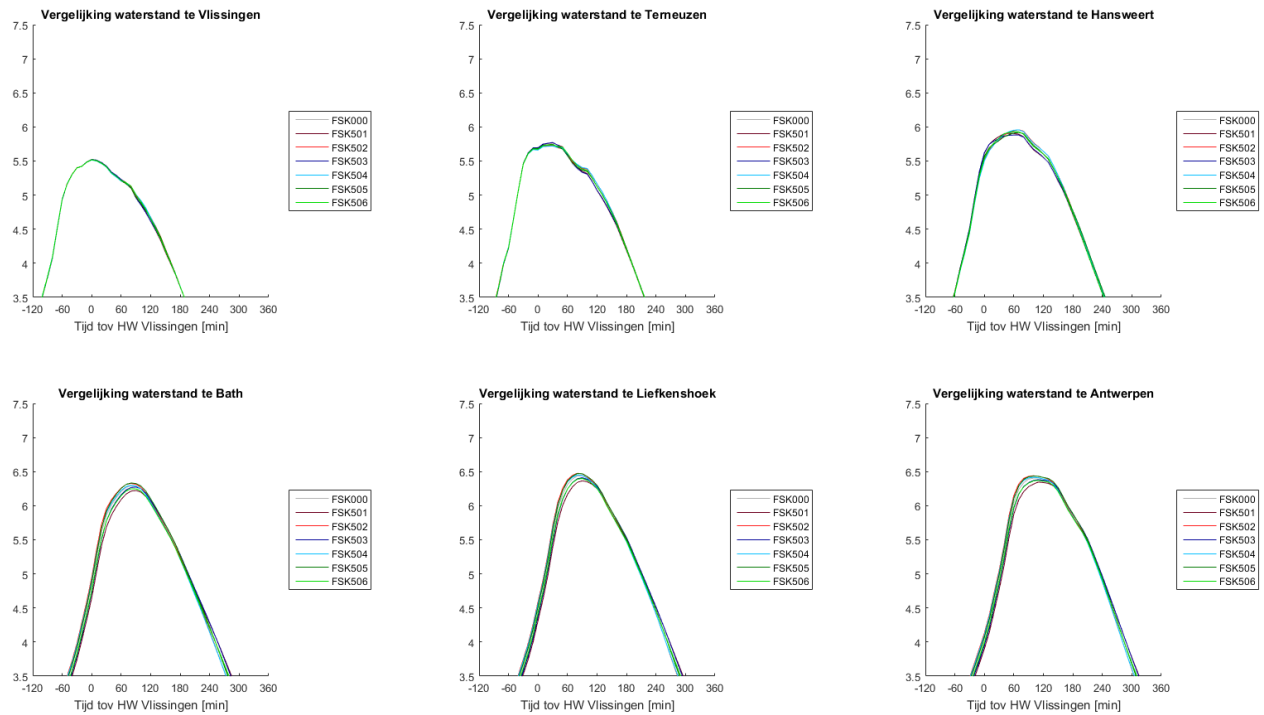 Vergelijking waterstand te Vlissingen
7.5
7
6.5
6
5.5
5
4.5
4
3.5
-120 -60 0 60 120 180 240 300 360
Tijd tov HW Vlissingen [min]
FSK000
FSK501
FSK502
FSK503
FSK504
FSK505
FSK506
Vergelijking waterstand te Terneuzen
7.5
7
6.5
6
5.5
5
4.5
4
3.5
-120 -60 0 60 120 180 240 300 360
Tijd tov HW Vlissingen [min]
FSK000
FSK501
FSK502
FSK503
FSK504
FSK505
FSK506
Vergelijking waterstand te Hansweert
7.5
7
6.5
6
5.5
5
4.5
4
3.5
-120 -60 0 60 120 180 240 300 360
Tijd tov HW Vlissingen [min]
FSK000
FSK501
FSK502
FSK503
FSK504
FSK505
FSK506
Vergelijking waterstand te Bath
7.5
7
6.5
6
5.5
5
4.5
4
3.5
-120 -60 0 60 120 180 240 300 360
Tijd tov HW Vlissingen [min]
FSK000
FSK501
FSK502
FSK503
FSK504
FSK505
FSK506
Vergelijking waterstand te Liefkenshoek
7.5
7
6.5
6
5.5
5
4.5
4
3.5
-120 -60 0 60 120 180 240 300 360
Tijd tov HW Vlissingen [min]
FSK000
FSK501
FSK502
FSK503
FSK504
FSK505
FSK506
Vergelijking waterstand te Antwerpen
7.5
7
6.5
6
5.5
5
4.5
4
3.5
-120 -60 0 60 120 180 240 300 360
Tijd tov HW Vlissingen [min]
FSK000
FSK501
FSK502
FSK503
FSK504
FSK505
FSK506